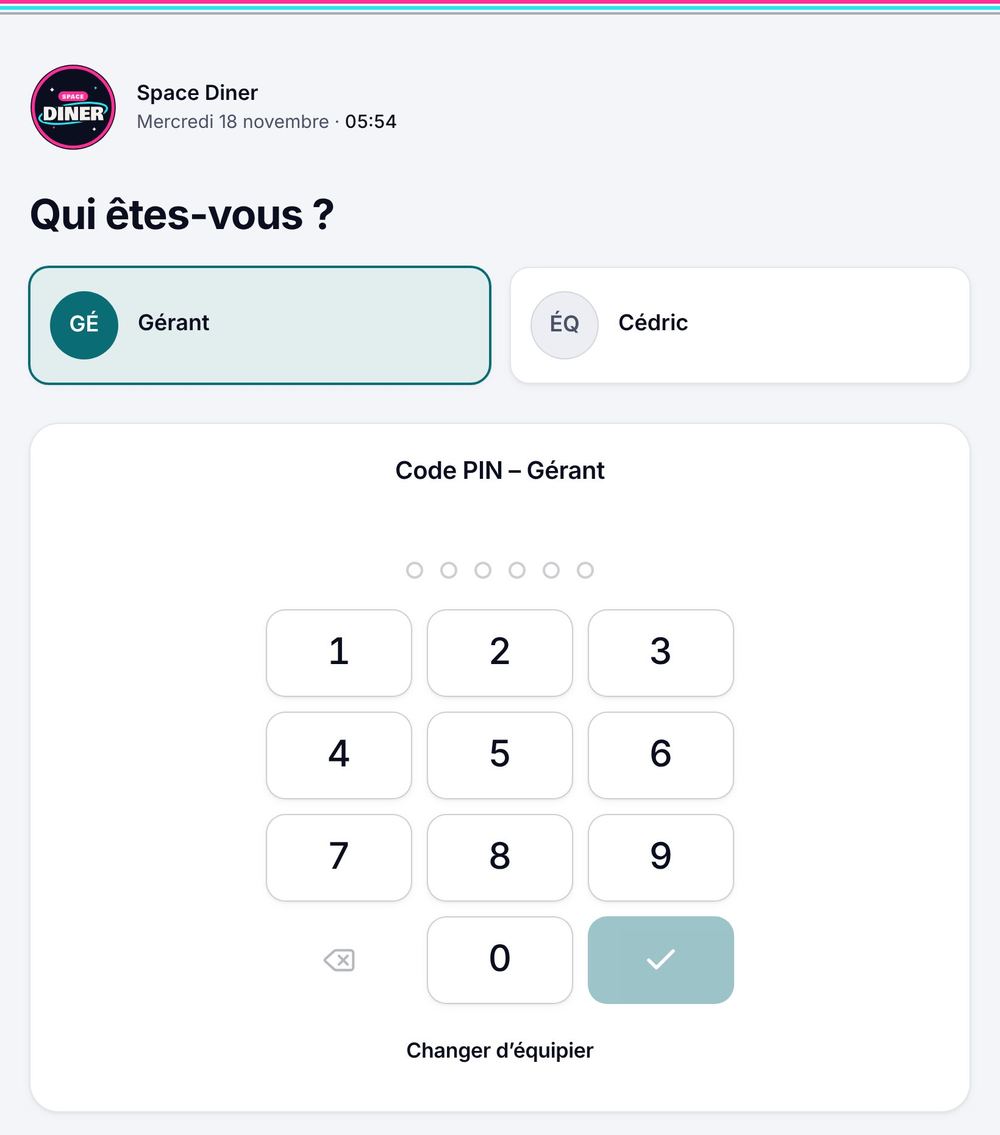 SPACE
DINER
Space Diner
Mercredi 18 novembre · 05:54
Qui êtes-vous ?
GÉ Gérant
ÉQ Cédric
Code PIN – Gérant
1 2 3
4 5 6
7 8 9
0
Changer d’équipier